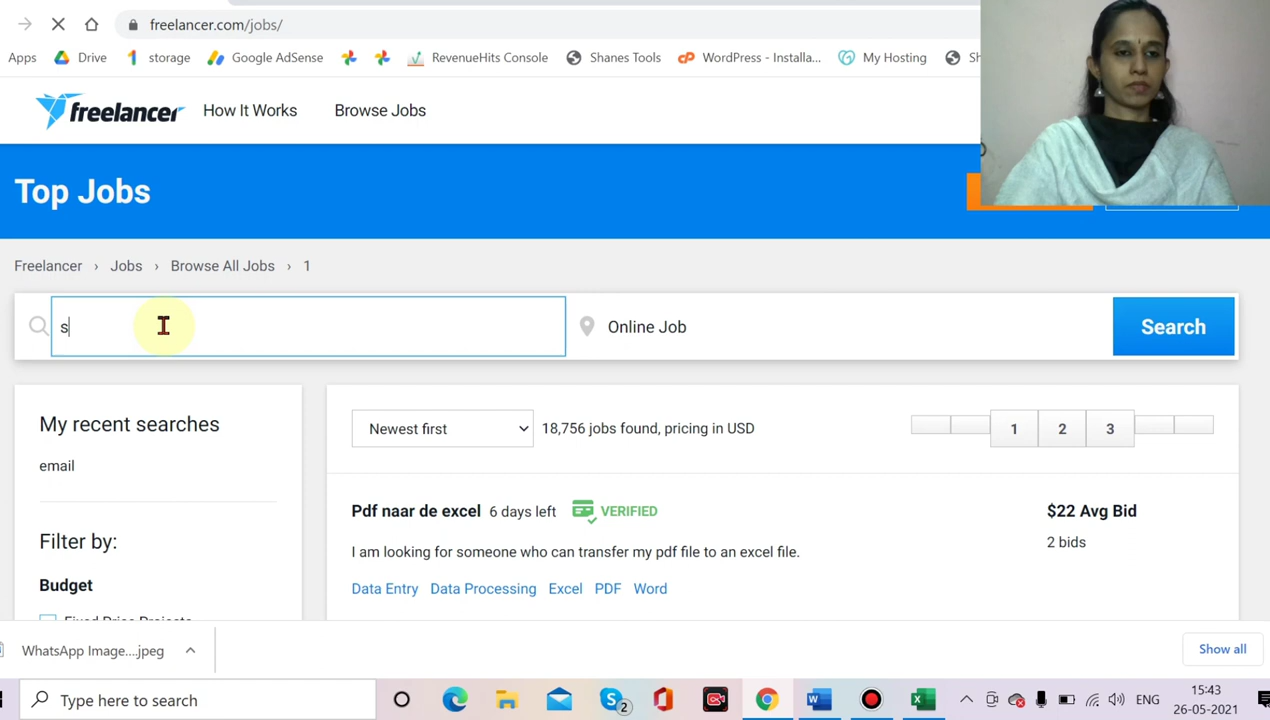 freelancer.com/jobs/
Apps Drive storage Google AdSense RevenueHits Console Shanes Tools WordPress - Installa... My Hosting
freelancer How It Works Browse Jobs
Top Jobs
Freelancer › Jobs › Browse All Jobs › 1
s Online Job Search
My recent searches
email
Filter by:
Budget
Fixed Price Projects
Newest first 18,756 jobs found, pricing in USD 1 2 3
Pdf naar de excel 6 days left VERIFIED $22 Avg Bid
2 bids
I am looking for someone who can transfer my pdf file to an excel file.
Data Entry Data Processing Excel PDF Word
WhatsApp Image....jpeg Show all
Type here to search 2 ENG 15:43
26-05-2021